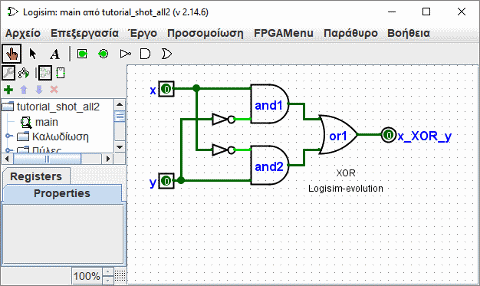 Logisim: main από tutorial_shot_all2 (v 2.14.6)
Αρχείο Επεξεργασία Έργο Προσομοίωση FPGAMenu Παράθυρο Βοήθεια
A
tutorial_shot_all2
main
Καλωδίωση
Πύλες
Registers
Properties
100%
x 0
and1
or1
0 x_XOR_y
and2
y 0
XOR
Logisim-evolution